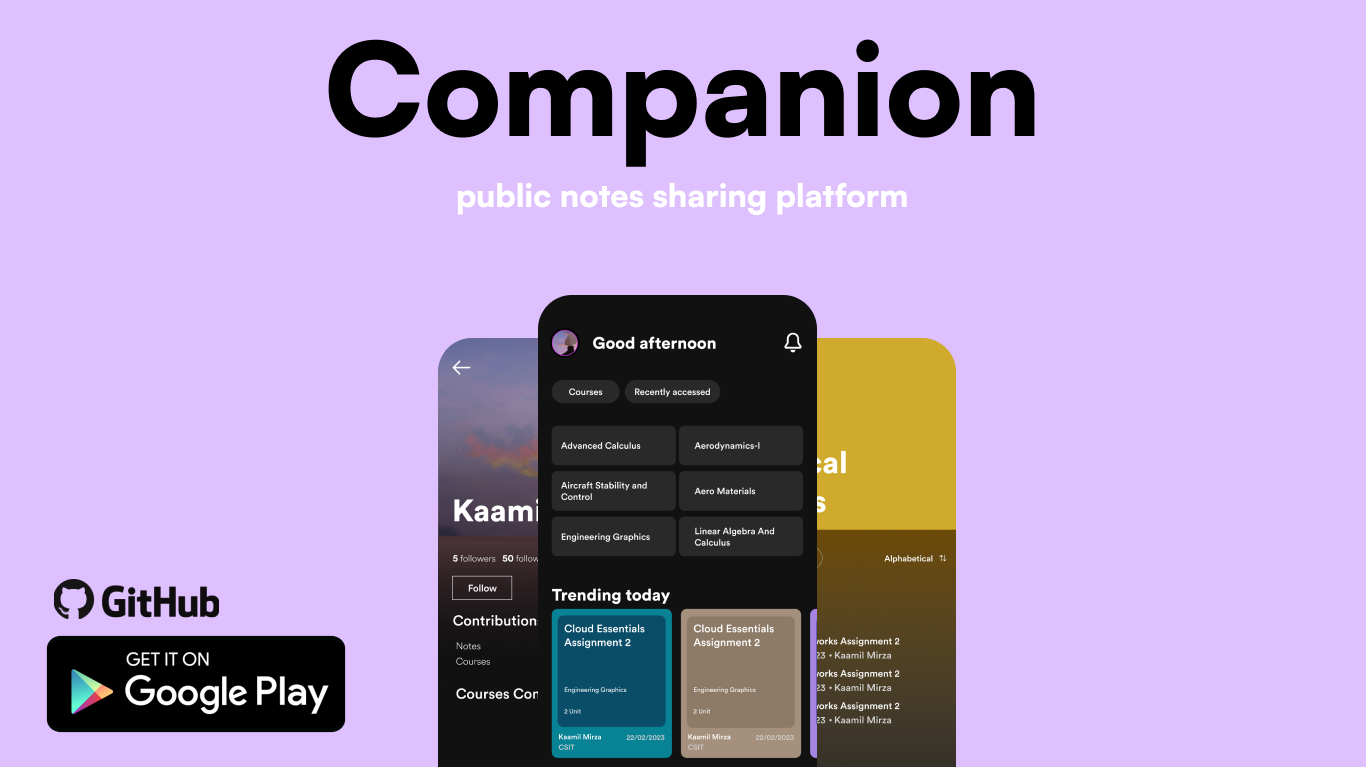 Companion
public notes sharing platform
Good afternoon
Courses
Recently accessed
Advanced Calculus
Aerodynamics-I
Aircraft Stability and
Control
Aero Materials
Engineering Graphics
Linear Algebra And
Calculus
Trending today
Cloud Essentials
Assignment 2
Engineering Graphics
2 Unit
Kaamil Mirza
22/02/2023
CSIT
Cloud Essentials
Assignment 2
Engineering Graphics
2 Unit
Kaamil Mirza
22/02/2023
CSIT
Kaami
5 followers 50 follow
Follow
Contribution
Notes
Courses
Courses Con
cal
s
Alphabetical
orks Assignment 2
23 • Kaamil Mirza
orks Assignment 2
23 • Kaamil Mirza
orks Assignment 2
23 • Kaamil Mirza
GitHub
GET IT ON
Google Play